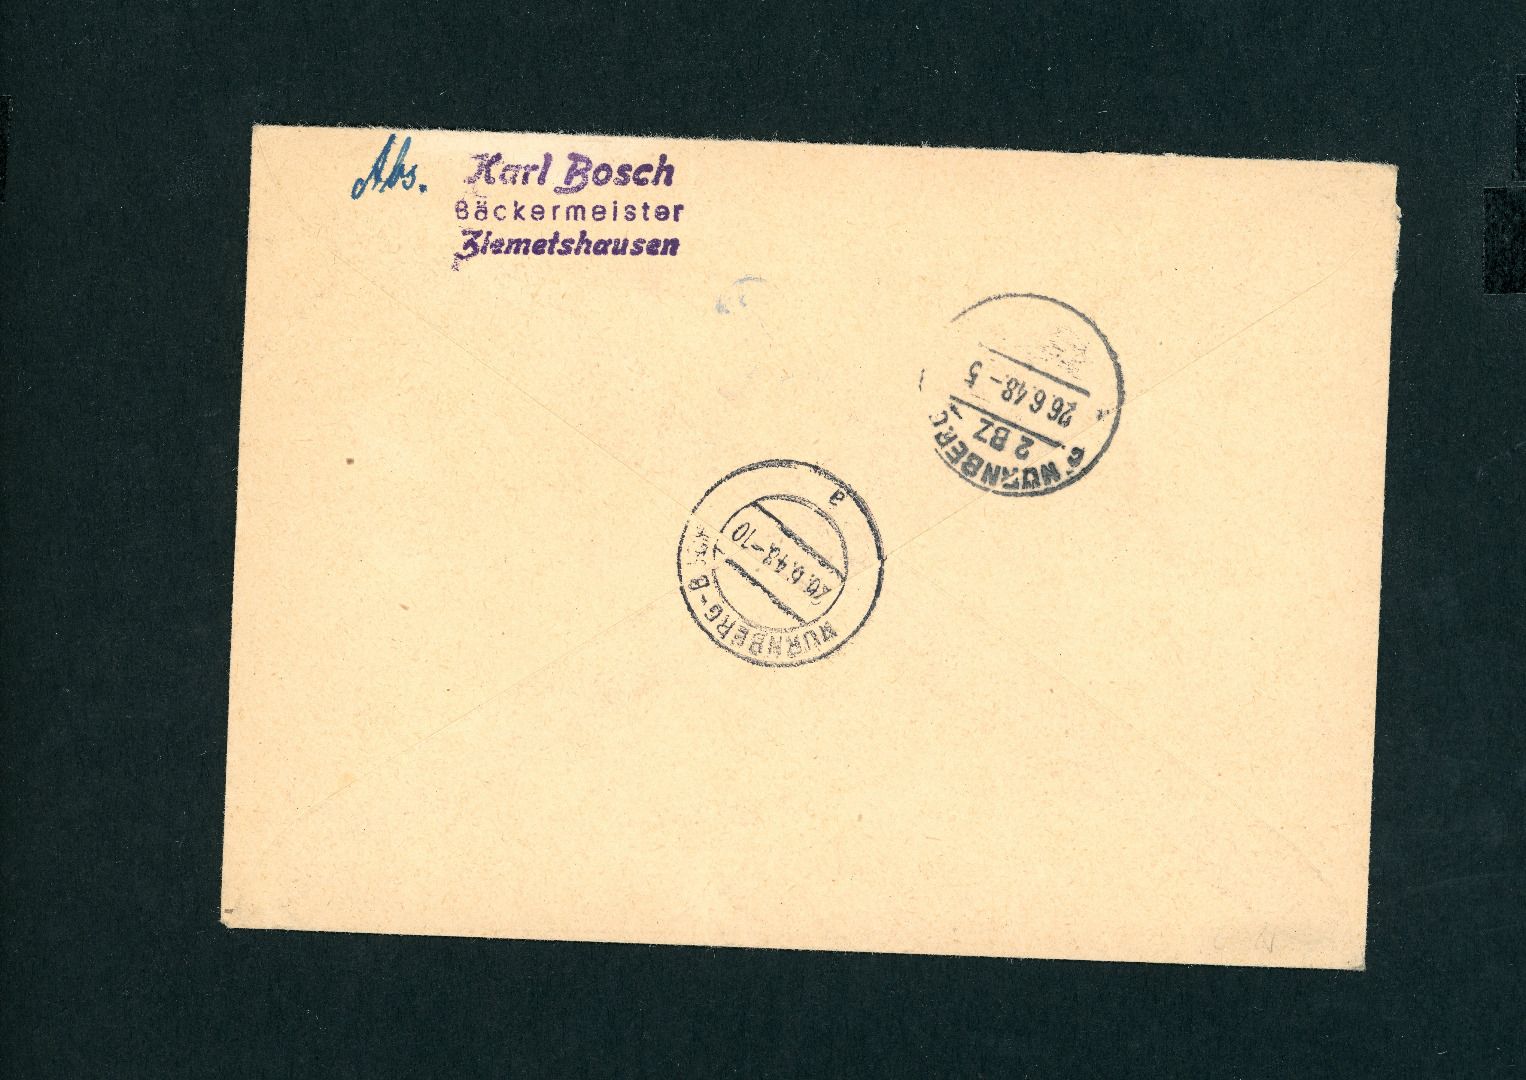 Abs. Karl Bosch
Bäckermeister
Ziemetshausen
NÜRNBERG
2 BZ
26.6.48.-5
a
26.6.48.-10
NÜRNBERG-B